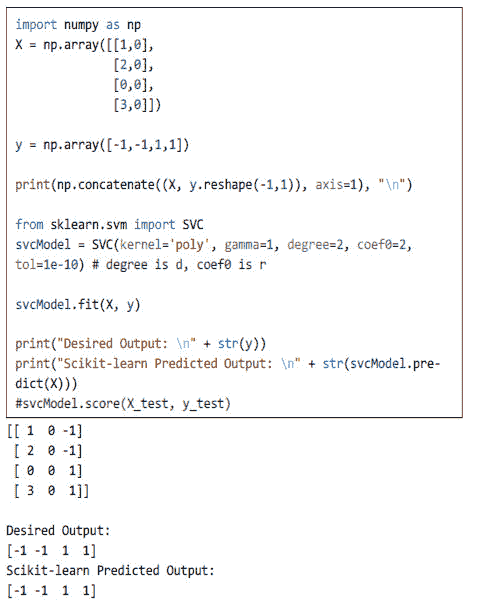 import numpy as np
X = np.array([[1,0],
[2,0],
[0,0],
[3,0]])
y = np.array([-1,-1,1,1])
print(np.concatenate((X, y.reshape(-1,1)), axis=1), "\n")
from sklearn.svm import SVC
svcModel = SVC(kernel='poly', gamma=1, degree=2, coef0=2,
tol=1e-10) # degree is d, coef0 is r
svcModel.fit(X, y)
print("Desired Output: \n" + str(y))
print("Scikit-learn Predicted Output: \n" + str(svcModel.pre-
dict(X)))
#svcModel.score(X_test, y_test)
[[ 1 0 -1]
[ 2 0 -1]
[ 0 0 1]
[ 3 0 1]]
Desired Output:
[-1 -1 1 1]
Scikit-learn Predicted Output:
[-1 -1 1 1]